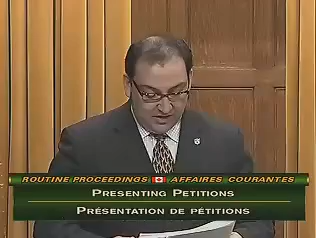 ROUTINE PROCEEDINGS AFFAIRES COURANTES
PRESENTING PETITIONS
PRÉSENTATION DE PÉTITIONS